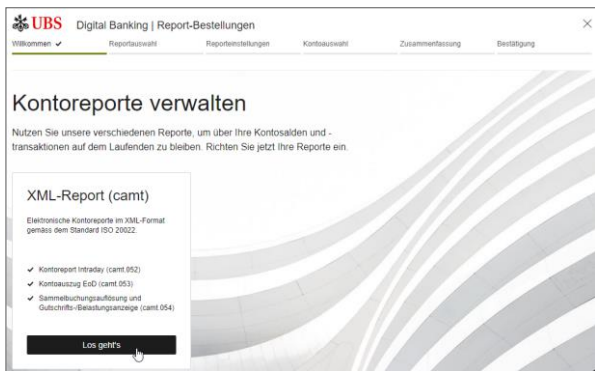 UBS Digital Banking | Report-Bestellungen
Willkommen Reportauswahl Reporteinstellungen Kontoauswahl Zusammenfassung Bestätigung
Kontoreporte verwalten
Nutzen Sie unsere verschiedenen Reporte, um über Ihre Kontosalden und -
transaktionen auf dem Laufenden zu bleiben. Richten Sie jetzt Ihre Reporte ein.
XML-Report (camt)
Elektronische Kontoreporte im XML-Format
gemäss dem Standard ISO 20022.
Kontoreport Intraday (camt.052)
Kontoauszug EoD (camt.053)
Sammelbuchungsauflösung und
Gutschrifts-/Belastungsanzeige (camt.054)
Los geht's